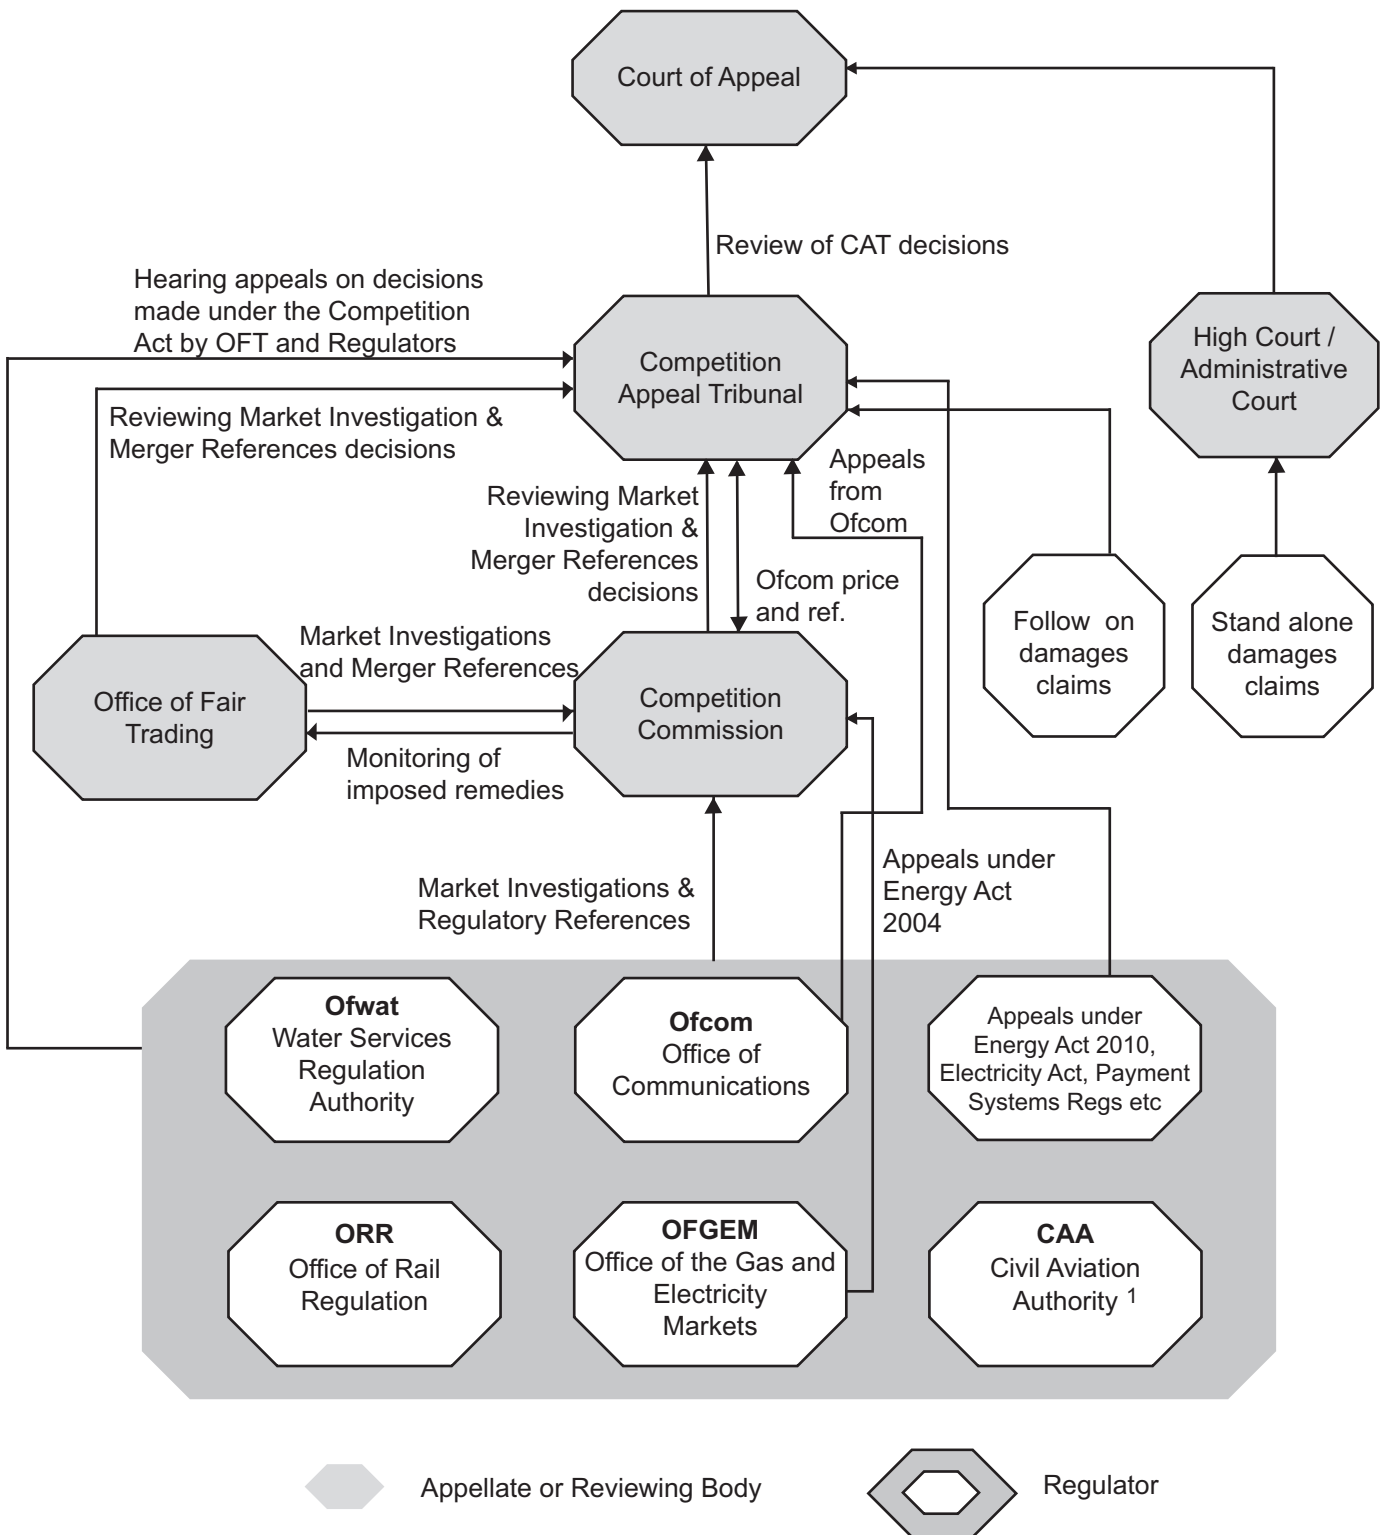 Court of Appeal
Review of CAT decisions
Hearing appeals on decisions
made under the Competition
Act by OFT and Regulators
Competition
Appeal Tribunal
High Court /
Administrative
Court
Reviewing Market Investigation &
Merger References decisions
Appeals
from
Ofcom
Reviewing Market
Investigation &
Merger References
decisions
Ofcom price
and ref.
Follow on
damages
claims
Stand alone
damages
claims
Market Investigations
and Merger References
Office of Fair
Trading
Competition
Commission
Monitoring of
imposed remedies
Appeals under
Energy Act
2004
Market Investigations &
Regulatory References
Ofwat
Water Services
Regulation
Authority
Ofcom
Office of
Communications
Appeals under
Energy Act 2010,
Electricity Act, Payment
Systems Regs etc
ORR
Office of Rail
Regulation
OFGEM
Office of the Gas and
Electricity
Markets
CAA
Civil Aviation
Authority 1
Appellate or Reviewing Body
Regulator